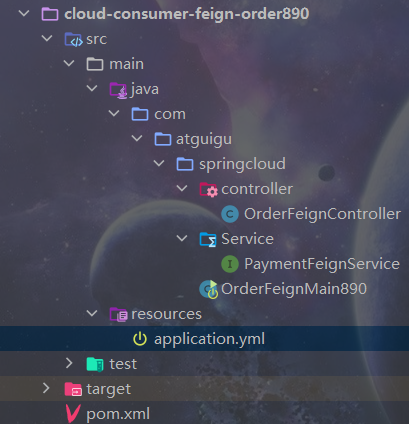 cloud-consumer-feign-order890
src
main
java
com
atguigu
springcloud
controller
OrderFeignController
Service
PaymentFeignService
OrderFeignMain890
resources
application.yml
test
target
pom.xml